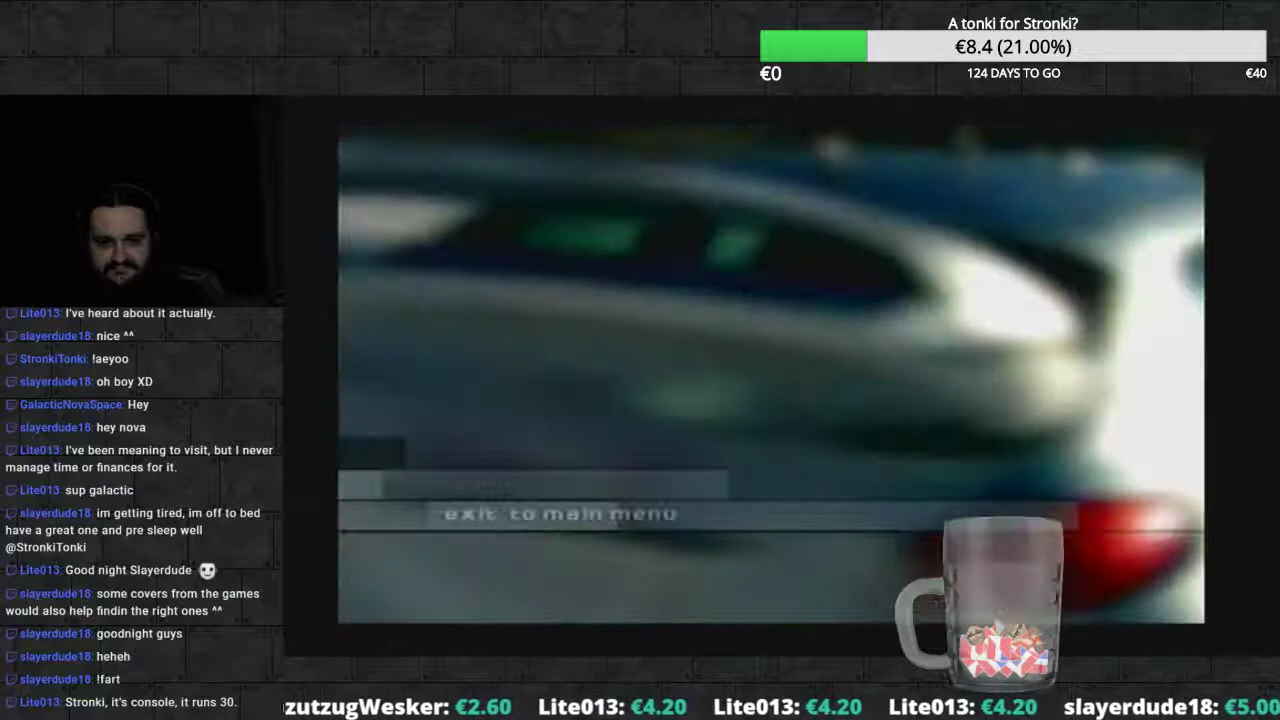 A tonki for Stronki?
€8.4 (21.00%)
€0
124 DAYS TO GO
€40
Lite013: I've heard about it actually.
slayerdude18: nice ^^
StronkiTonki: !aeyoo
slayerdude18: oh boy XD
GalacticNovaSpace: Hey
slayerdude18: hey nova
Lite013: I've been meaning to visit, but I never
manage time or finances for it.
Lite013: sup galactic
slayerdude18: im getting tired, im off to bed
have a great one and pre sleep well
@StronkiTonki
Lite013: Good night Slayerdude
slayerdude18: some covers from the games
would also help findin the right ones ^^
slayerdude18: goodnight guys
slayerdude18: heheh
slayerdude18: !fart
Lite013: Stronki, it's console, it runs 30.
exit to main menu
zutzugWesker: €2.60 Lite013: €4.20 Lite013: €4.20 Lite013: €4.20 slayerdude18: €5.00